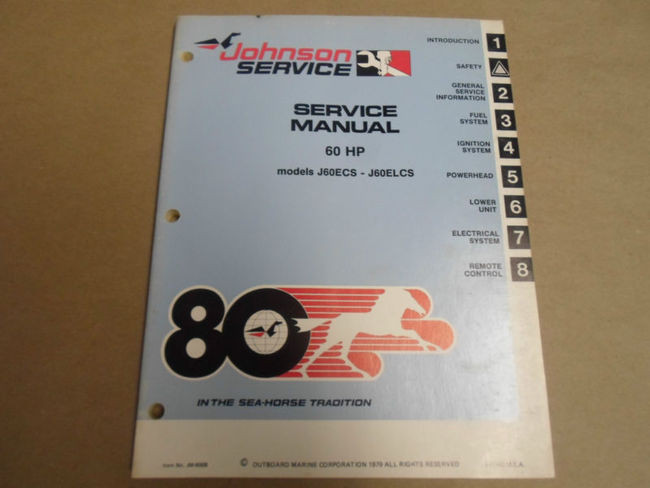 Johnson
SERVICE
SERVICE
MANUAL
60 HP
models J60ECS - J60ELCS
INTRODUCTION 1
SAFETY
GENERAL
SERVICE
INFORMATION 2
FUEL
SYSTEM 3
IGNITION
SYSTEM 4
POWERHEAD 5
LOWER
UNIT 6
ELECTRICAL
SYSTEM 7
REMOTE
CONTROL 8
80
IN THE SEA-HORSE TRADITION
Item No.
© OUTBOARD MARINE CORPORATION 1979 ALL RIGHTS RESERVED